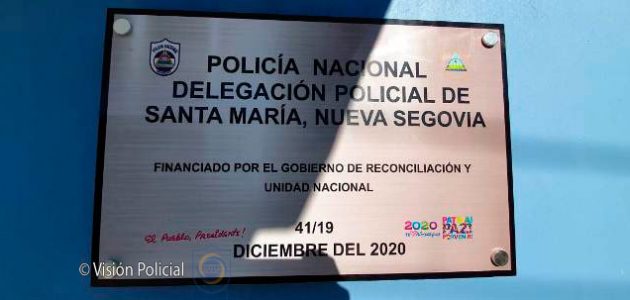 POLICÍA NACIONAL
DELEGACIÓN POLICIAL DE
SANTA MARÍA, NUEVA SEGOVIA
FINANCIADO POR EL GOBIERNO DE RECONCILIACIÓN Y
UNIDAD NACIONAL
41/19
El Pueblo, Presidente!
2020
DICIEMBRE DEL 2020
© Visión Policial